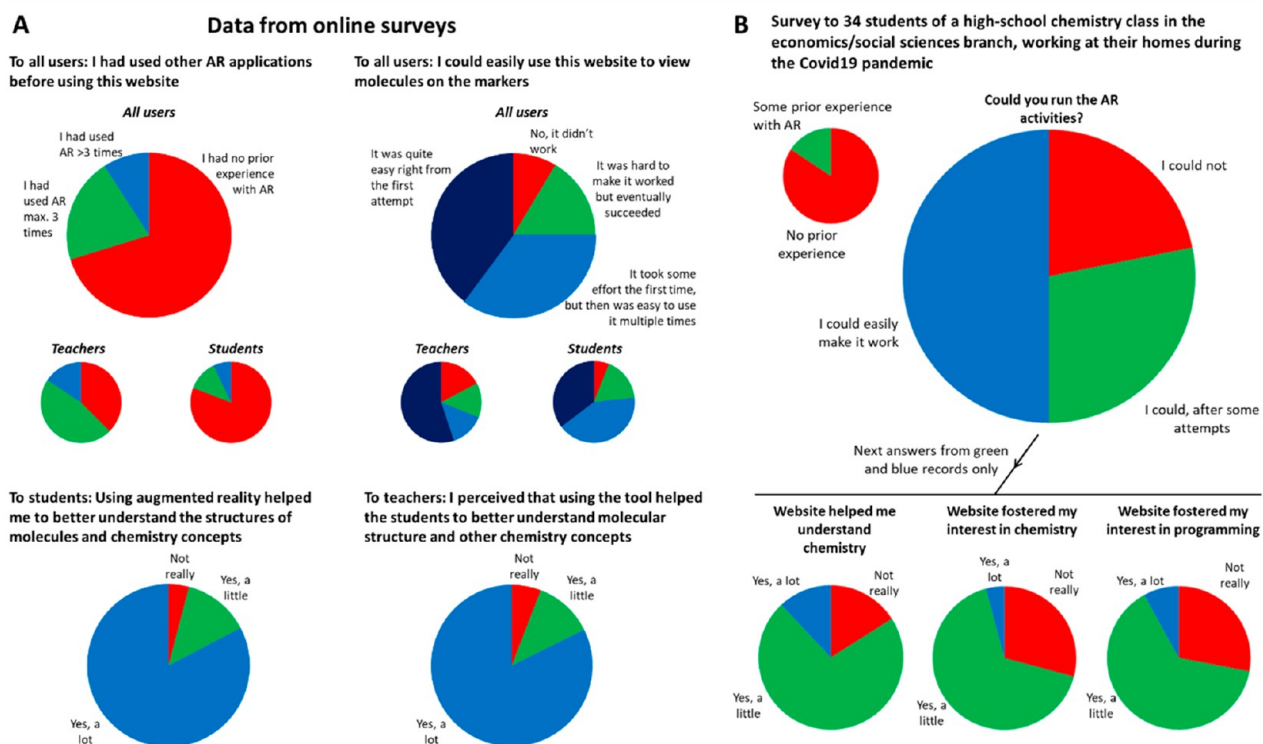 A
Data from online surveys
To all users: I had used other AR applications
before using this website
All users
I had used
AR >3 times
I had no prior
experience
with AR
I had
used AR
max. 3
times
Teachers
Students
To all users: I could easily use this website to view
molecules on the markers
All users
No, it didn't
work
It was quite
easy right from
the first
attempt
It was hard to
make it worked
but eventually
succeeded
It took some
effort the first time,
but then was easy to use
it multiple times
Teachers
Students
To students: Using augmented reality helped
me to better understand the structures of
molecules and chemistry concepts
Not
really
Yes, a
little
Yes, a
lot
To teachers: I perceived that using the tool helped
the students to better understand molecular
structure and other chemistry concepts
Not
really
Yes, a
little
Yes, a
lot
B
Survey to 34 students of a high-school chemistry class in the
economics/social sciences branch, working at their homes during
the Covid19 pandemic
Some prior experience
with AR
No prior
experience
Could you run the AR
activities?
I could not
I could easily
make it work
I could, after some
attempts
Next answers from green
and blue records only
Website helped me
understand
chemistry
Yes, a lot
Not
really
Yes, a
little
Website fostered my
interest in chemistry
Yes, a
lot
Not
really
Yes, a
little
Website fostered my
interest in programming
Yes, a lot
Not
really
Yes, a
little